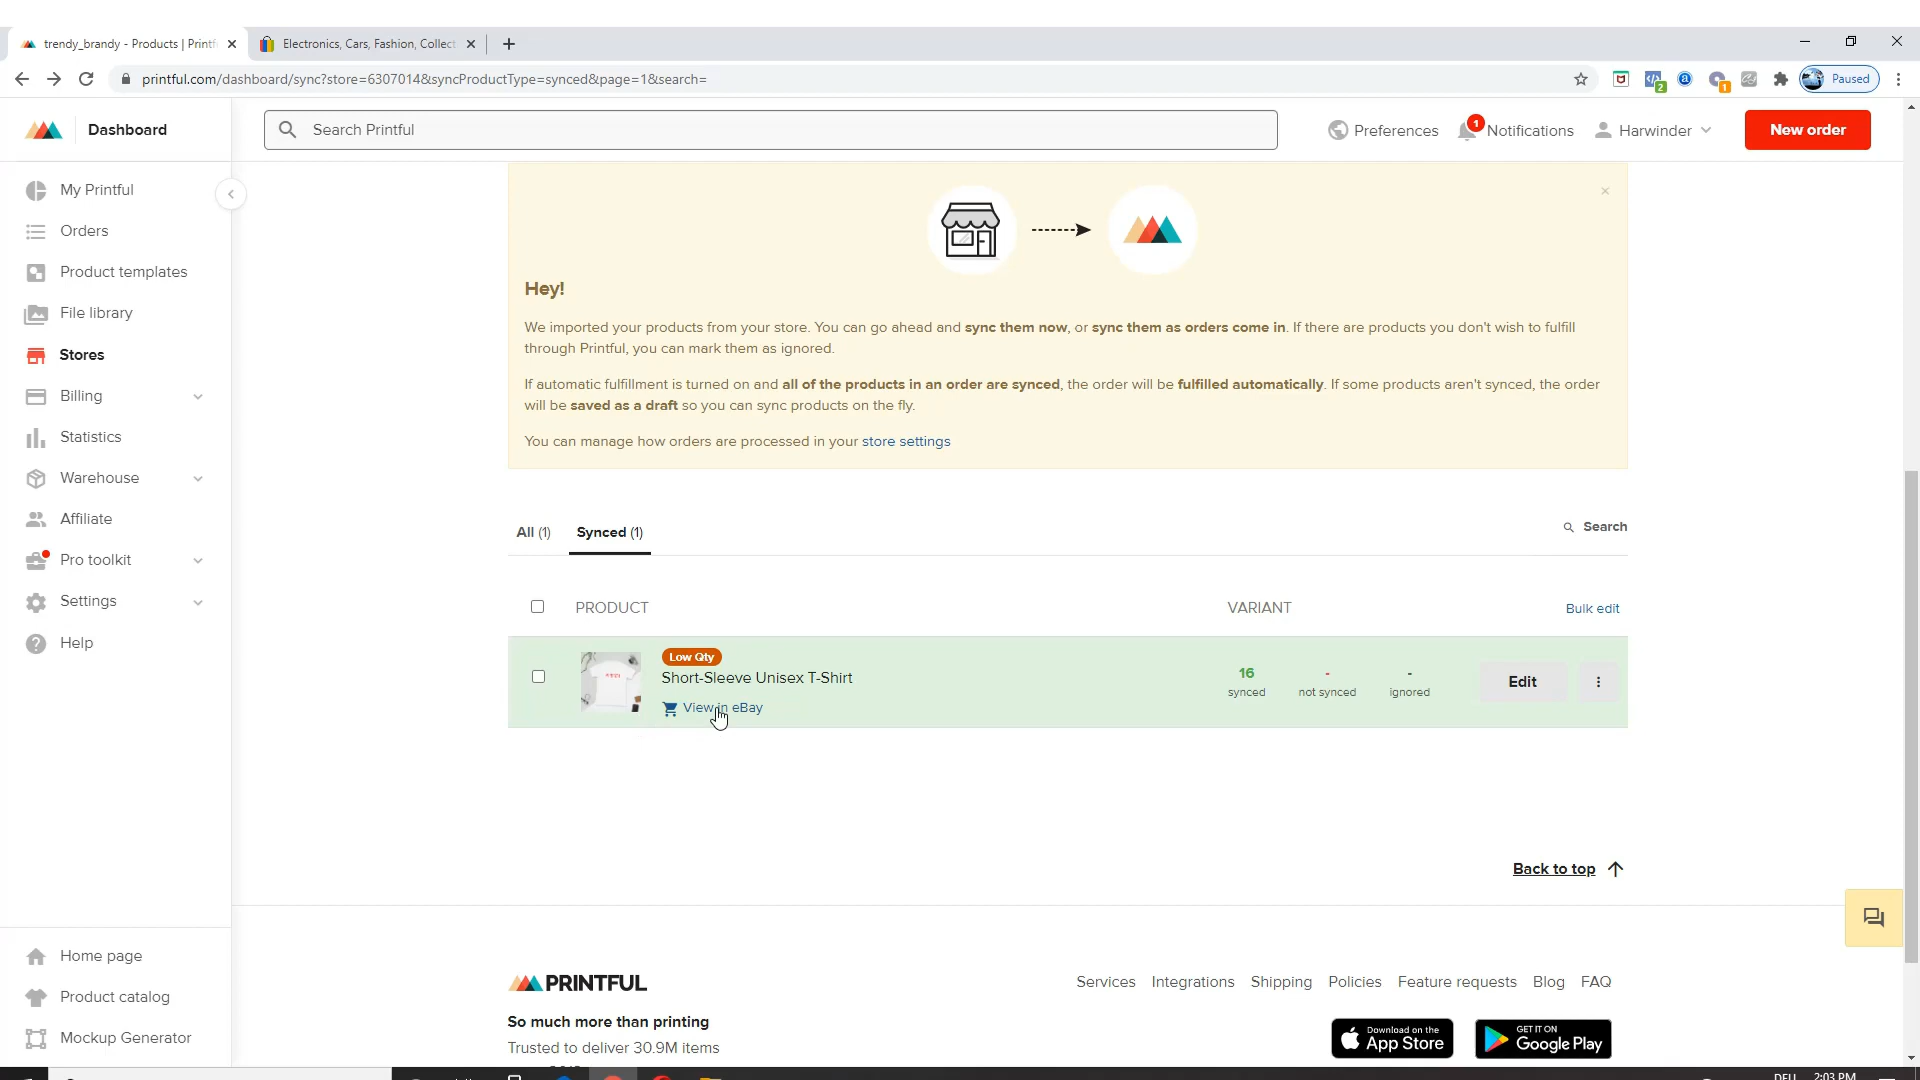 trendy_brandy - Products | Printf
Electronics, Cars, Fashion, Collect
printful.com/dashboard/sync?store=6307014&syncProductType=synced&page=1&search=
2
1
Paused
Dashboard
Search Printful
Preferences
1
Notifications
Harwinder
New order
My Printful
Orders
Product templates
File library
Stores
Billing
Statistics
Warehouse
Affiliate
Pro toolkit
Settings
Help
Home page
Product catalog
Mockup Generator
Hey!
We imported your products from your store. You can go ahead and sync them now, or sync them as orders come in. If there are products you don't wish to fulfill
through Printful, you can mark them as ignored.
If automatic fulfillment is turned on and all of the products in an order are synced, the order will be fulfilled automatically. If some products aren't synced, the order
will be saved as a draft so you can sync products on the fly.
You can manage how orders are processed in your store settings
All (1)
Synced (1)
Search
PRODUCT
VARIANT
Bulk edit
Low Qty
Short-Sleeve Unisex T-Shirt
View in eBay
16
synced
-
not synced
-
ignored
Edit
Back to top
PRINTFUL
So much more than printing
Trusted to deliver 30.9M items
Services
Integrations
Shipping
Policies
Feature requests
Blog
FAQ
Download on the
App Store
GET IT ON
Google Play
DEU
2:03 PM